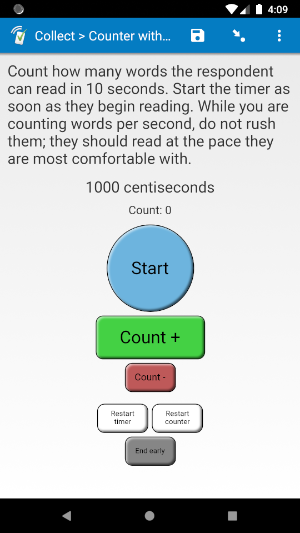 4:09
Collect > Counter with...
Count how many words the respondent
can read in 10 seconds. Start the timer as
soon as they begin reading. While you are
counting words per second, do not rush
them; they should read at the pace they
are most comfortable with.
1000 centiseconds
Count: 0
Start
Count +
Count -
Restart
timer
Restart
counter
End early